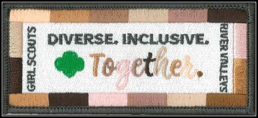 GIRL SCOUTS
DIVERSE. INCLUSIVE.
Together.
RIVER VALLEYS